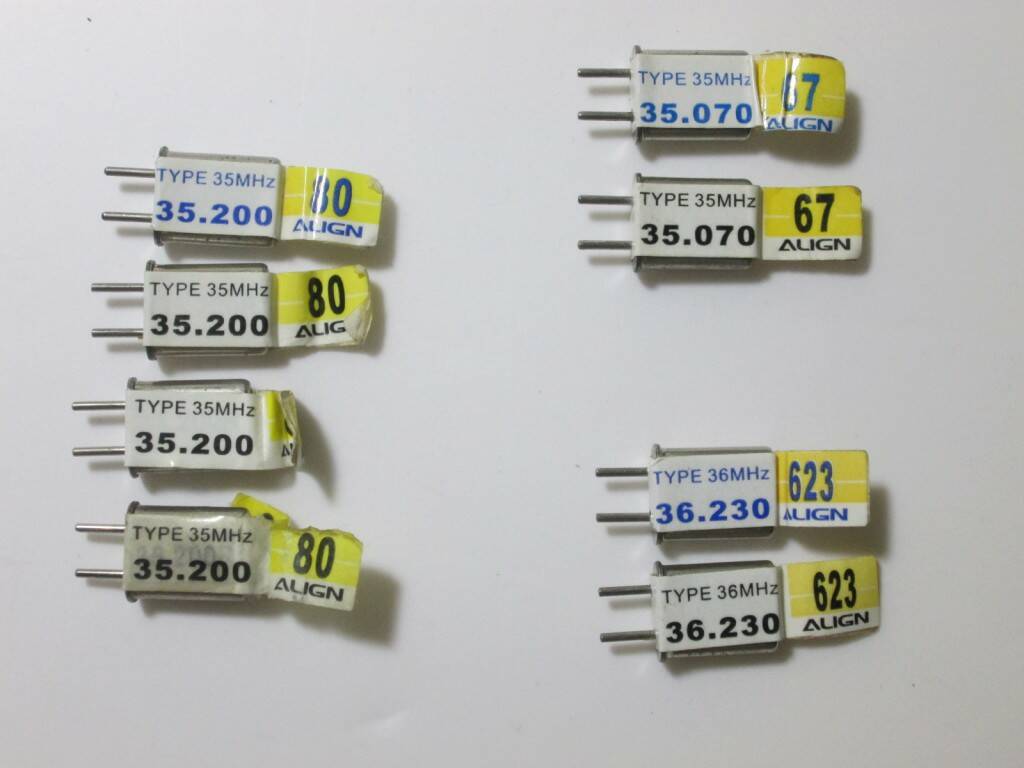 TYPE 35MHz
35.200
80
ALIGN
TYPE 35MHz
35.200
80
ALIG
TYPE 35MHz
35.200
TYPE 35MHz
35.200
80
ALIGN
TYPE 35MHz
35.070
67
ALIGN
TYPE 35MHz
35.070
67
ALIGN
TYPE 36MHz
36.230
623
ALIGN
TYPE 36MHz
36.230
623
ALIGN